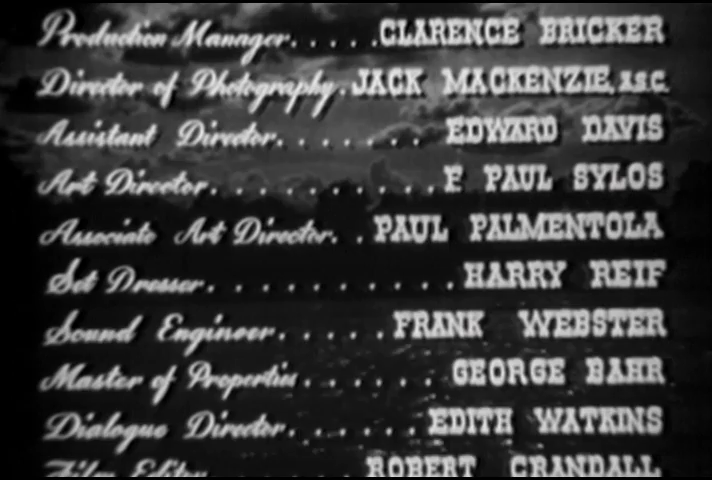 Production Manager.....CLARENCE BRICKER
Director of Photography.JACK MACKENZIE, A.S.C.
Assistant Director.......EDWARD DAVIS
Art Director..........F PAUL SYLOS
Associate Art Director..PAUL PALMENTOLA
Set Dresser..........HARRY REIF
Sound Engineer.....FRANK WEBSTER
Master of Properties......GEORGE BAHR
Dialogue Director......EDITH WATKINS
Film Editor.......ROBERT CRANDALL